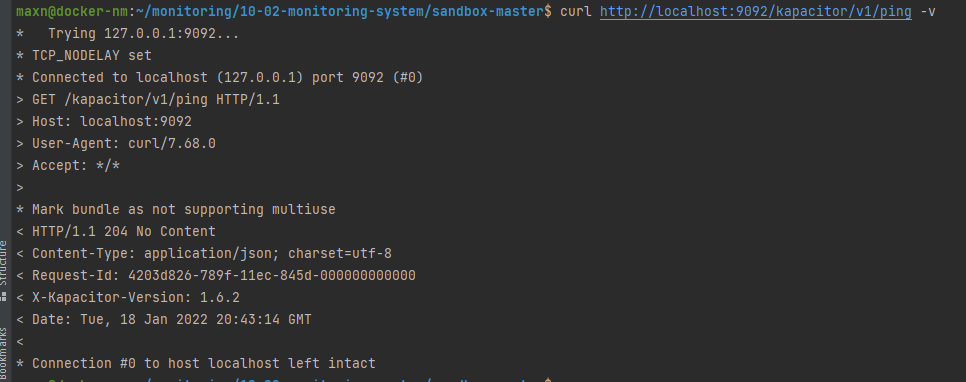 maxn@docker-nm:~/monitoring/10-02-monitoring-system/sandbox-master$ curl http://localhost:9092/kapacitor/v1/ping -v
*   Trying 127.0.0.1:9092...
* TCP_NODELAY set
* Connected to localhost (127.0.0.1) port 9092 (#0)
> GET /kapacitor/v1/ping HTTP/1.1
> Host: localhost:9092
> User-Agent: curl/7.68.0
> Accept: */*
>
* Mark bundle as not supporting multiuse
< HTTP/1.1 204 No Content
< Content-Type: application/json; charset=utf-8
< Request-Id: 4203d826-789f-11ec-845d-000000000000
< X-Kapacitor-Version: 1.6.2
< Date: Tue, 18 Jan 2022 20:43:14 GMT
<
* Connection #0 to host localhost left intact
Structure
Bookmarks